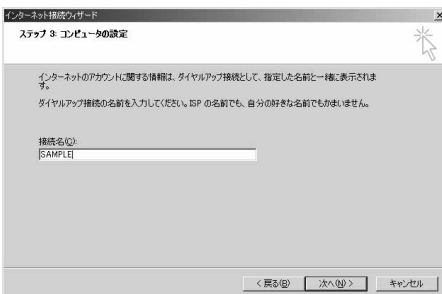 インターネット接続ウィザード
ステップ 3: コンピュータの設定
インターネットのアカウントに関する情報は、ダイヤルアップ接続として、指定した名前と一緒に表示されま
す。
ダイヤルアップ接続の名前を入力してください。ISP の名前でも、自分の好きな名前でもかまいません。
接続名(C):
SAMPLE
< 戻る(B)
次へ(N) >
キャンセル